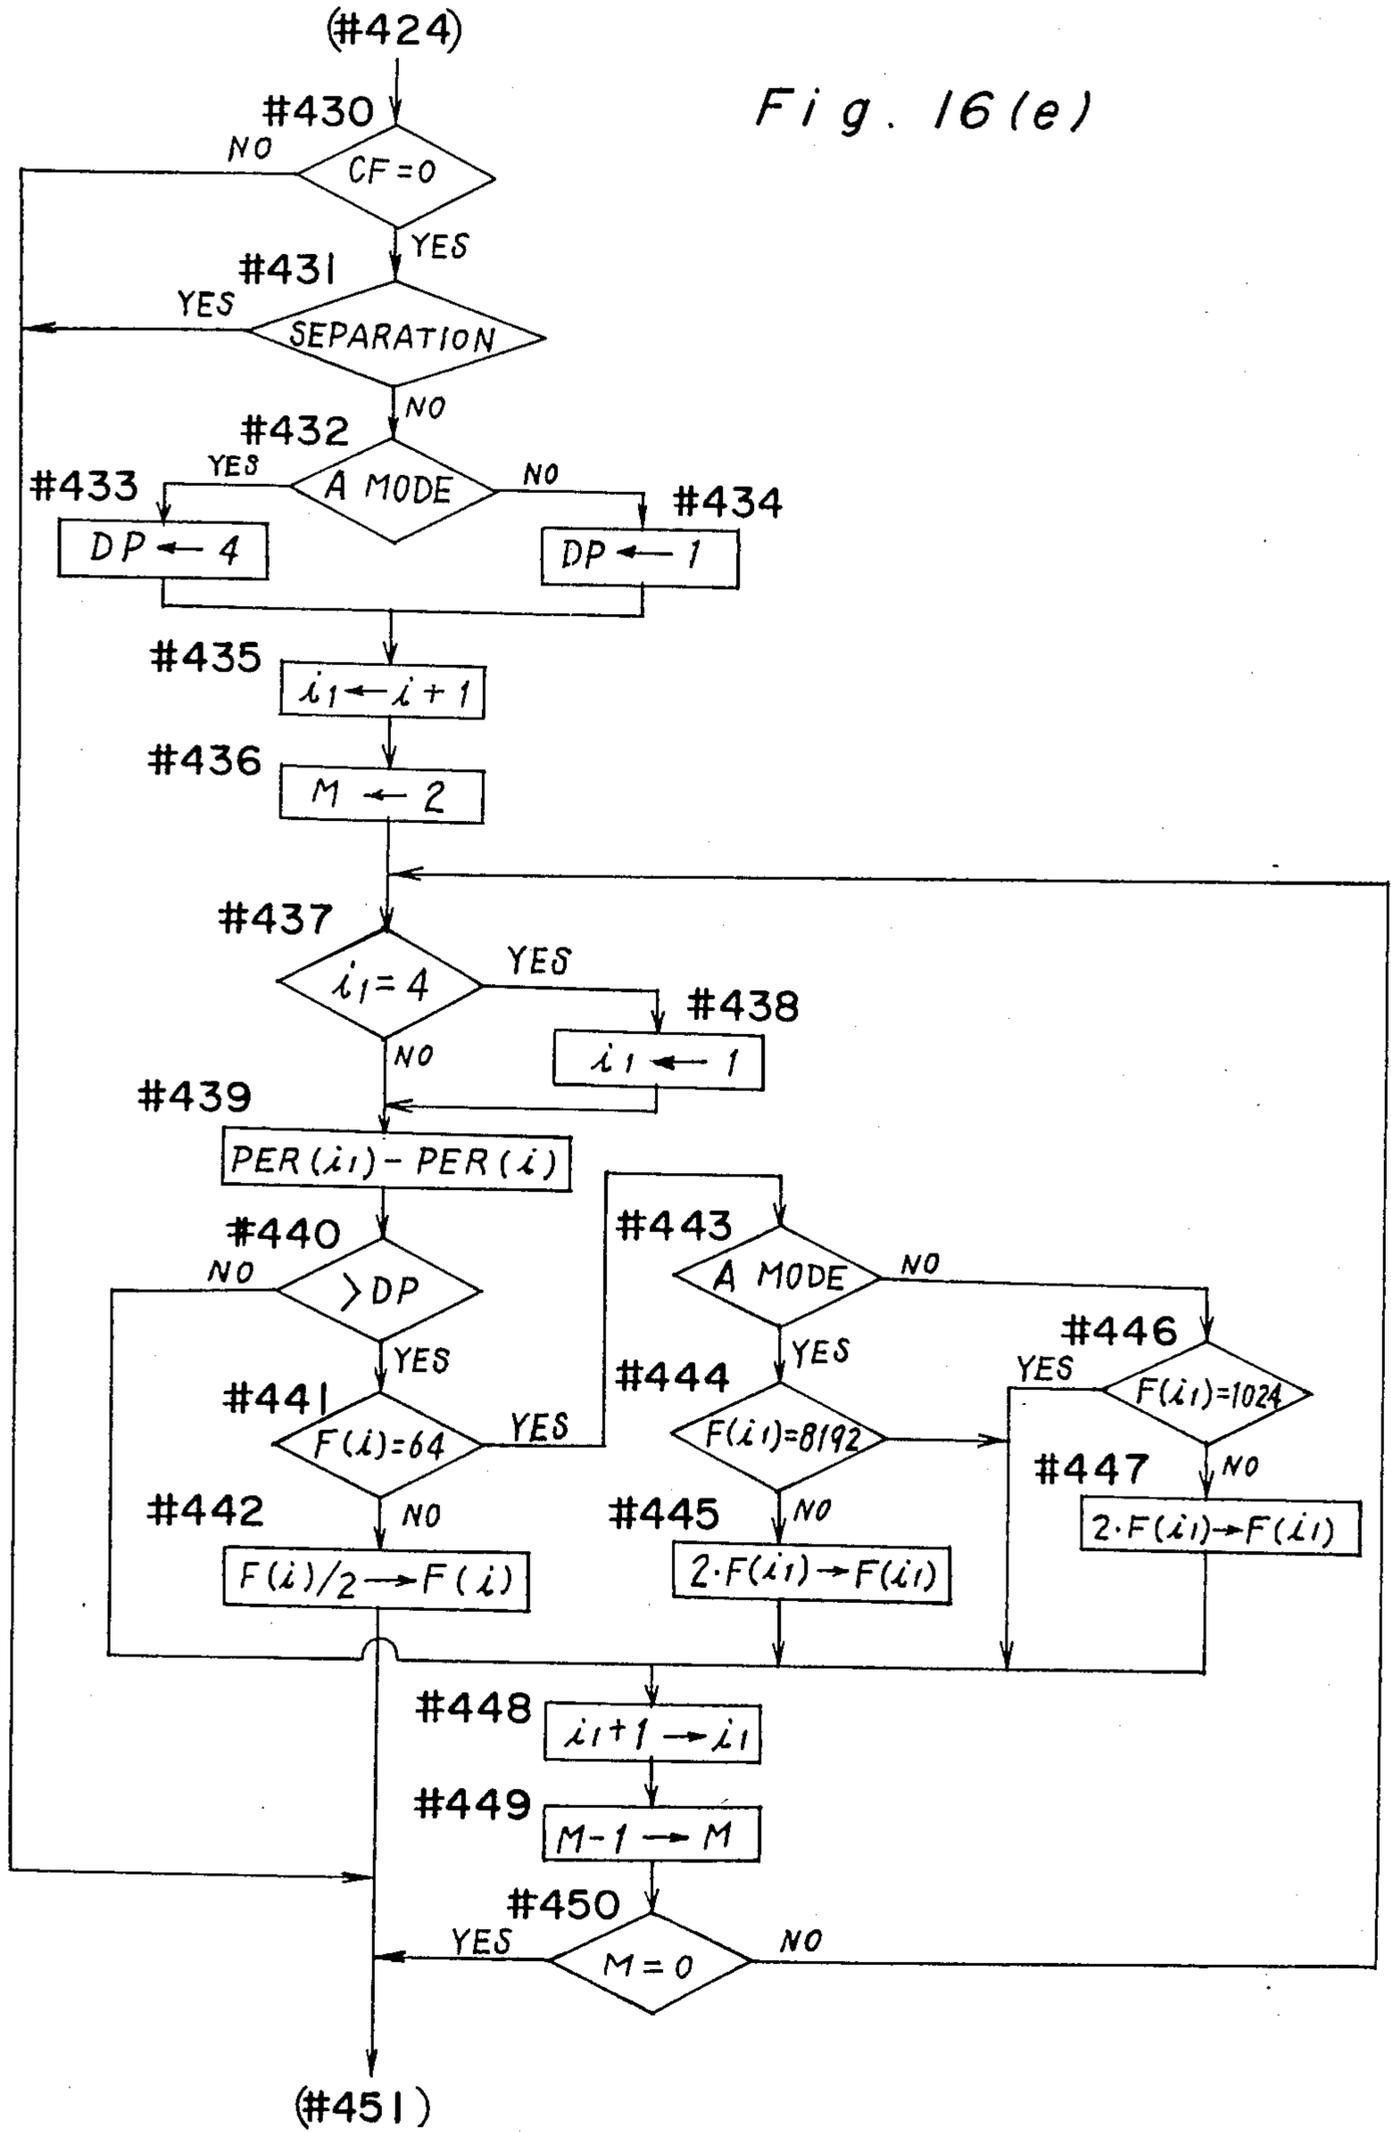 (#424)
Fig. 16(e)
#430
NO
CF=0
YES
#431
YES
SEPARATION
NO
#432
YES
A MODE
NO
#433
#434
DP ← 4
DP ← 1
#435
i1 ← i + 1
#436
M ← 2
#437
i1 = 4
YES
#438
NO
i1 ← 1
#439
PER(i1) - PER(i)
#440
NO
>DP
YES
#443
A MODE
NO
YES
#446
YES
F(i1)=1024
NO
#441
F(i)=64
YES
NO
#444
F(i1)=8192
NO
#447
2·F(i1)→F(i1)
#442
F(i)/2 → F(i)
#445
2·F(i1)→F(i1)
#448
i1+1 → i1
#449
M-1 → M
#450
YES
M=0
NO
(#451)